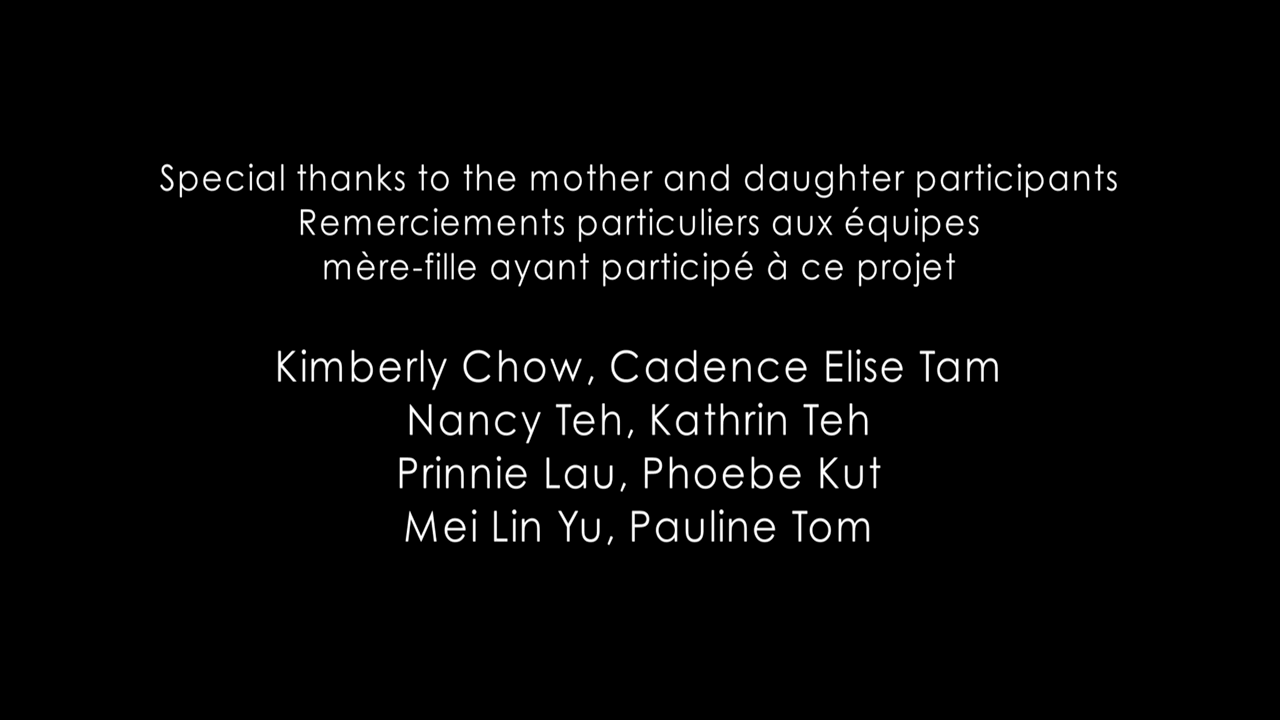 Special thanks to the mother and daughter participants
Remerciements particuliers aux équipes
mère-fille ayant participé à ce projet
Kimberly Chow, Cadence Elise Tam
Nancy Teh, Kathrin Teh
Prinnie Lau, Phoebe Kut
Mei Lin Yu, Pauline Tom